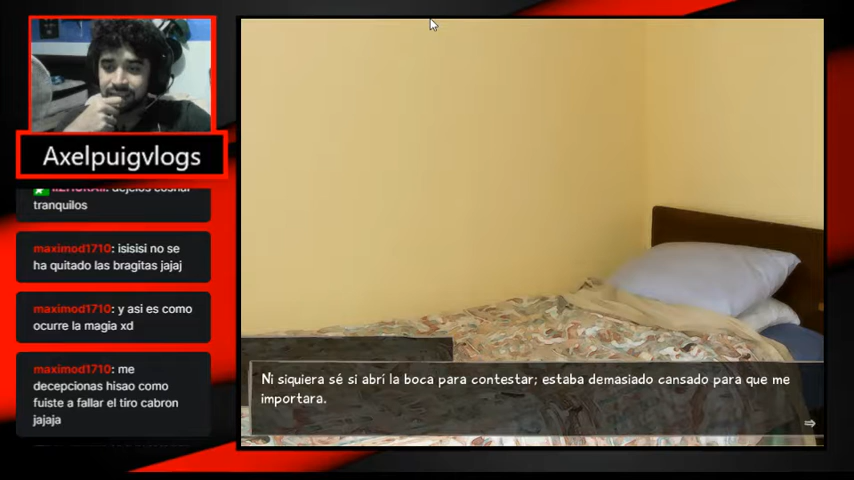 Axelpuigvlogs
tranquilos
maximod1710: isisisi no se
ha quitado las bragitas jajaj
maximod1710: y asi es como
ocurre la magia xd
maximod1710: me
decepcionas hisao como
fuiste a fallar el tiro cabron
jajaja
Ni siquiera sé si abrí la boca para contestar; estaba demasiado cansado para que me
importara.